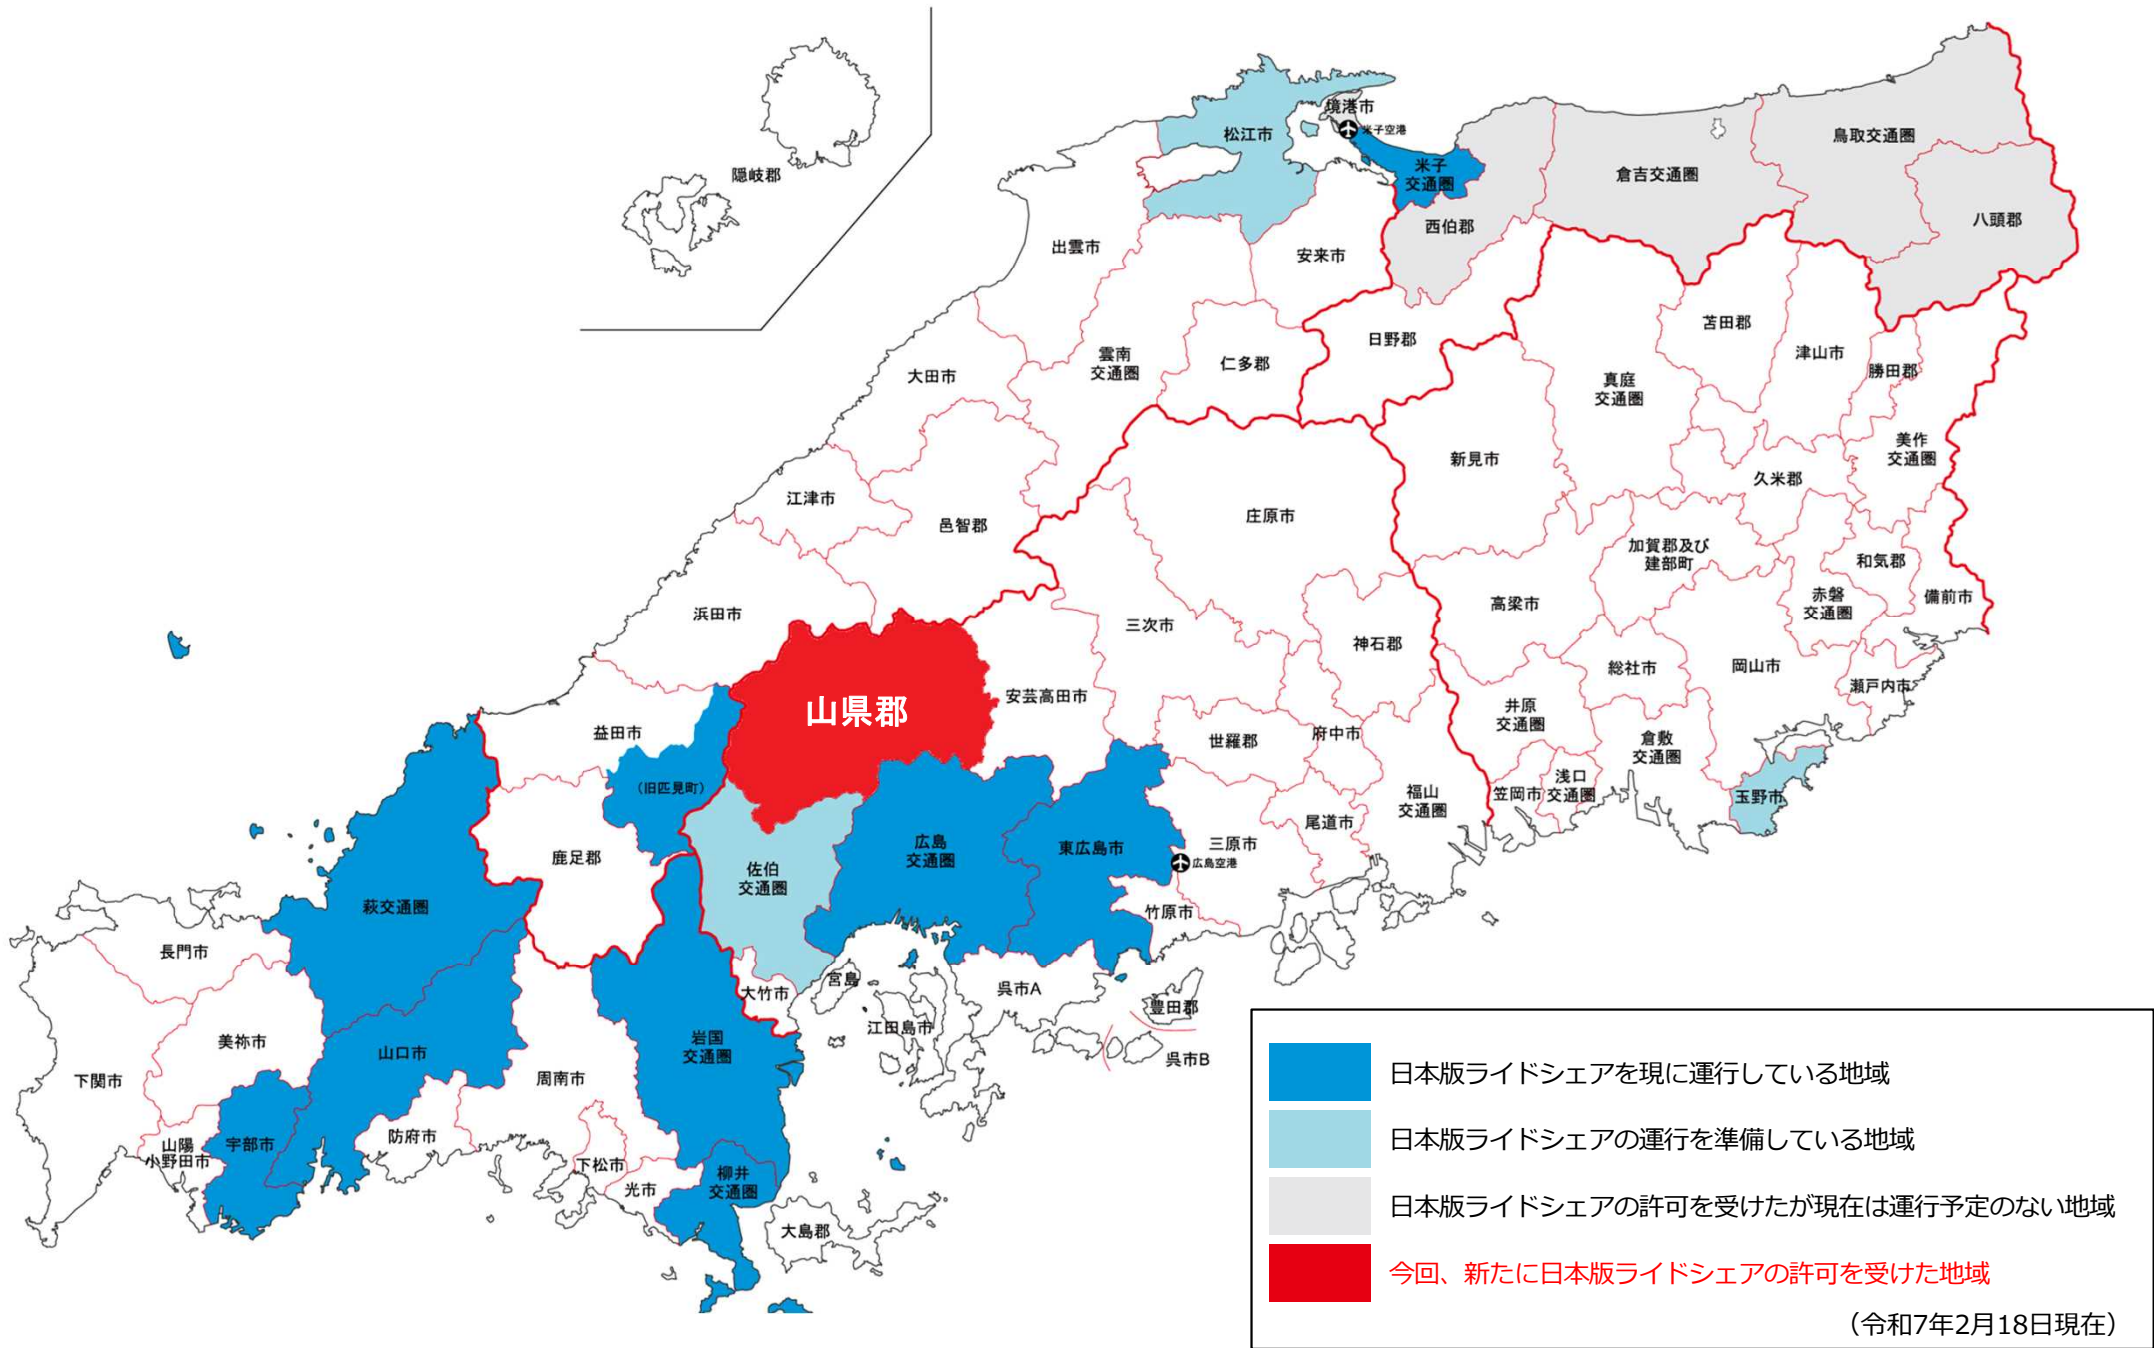 隠岐郡
境港市
米子空港
松江市
米子
交通圏
鳥取交通圏
倉吉交通圏
八頭郡
西伯郡
出雲市
安来市
日野郡
苫田郡
津山市
勝田郡
雲南
交通圏
仁多郡
大田市
真庭
交通圏
美作
交通圏
新見市
久米郡
江津市
邑智郡
庄原市
加賀郡及び
建部町
和気郡
赤磐
交通圏
備前市
高梁市
浜田市
三次市
神石郡
総社市
岡山市
瀬戸内市
山県郡
安芸高田市
井原
交通圏
益田市
世羅郡
府中市
倉敷
交通圏
(旧匹見町)
福山
交通圏
笠岡市
浅口
交通圏
玉野市
尾道市
三原市
広島空港
広島
交通圏
東広島市
佐伯
交通圏
鹿足郡
萩交通圏
竹原市
長門市
大竹市
宮島
呉市A
豊田郡
江田島市
呉市B
美祢市
山口市
岩国
交通圏
下関市
周南市
山陽
小野田市
宇部市
防府市
下松市
光市
柳井
交通圏
大島郡
日本版ライドシェアを現に運行している地域
日本版ライドシェアの運行を準備している地域
日本版ライドシェアの許可を受けたが現在は運行予定のない地域
今回、新たに日本版ライドシェアの許可を受けた地域
（令和7年2月18日現在）